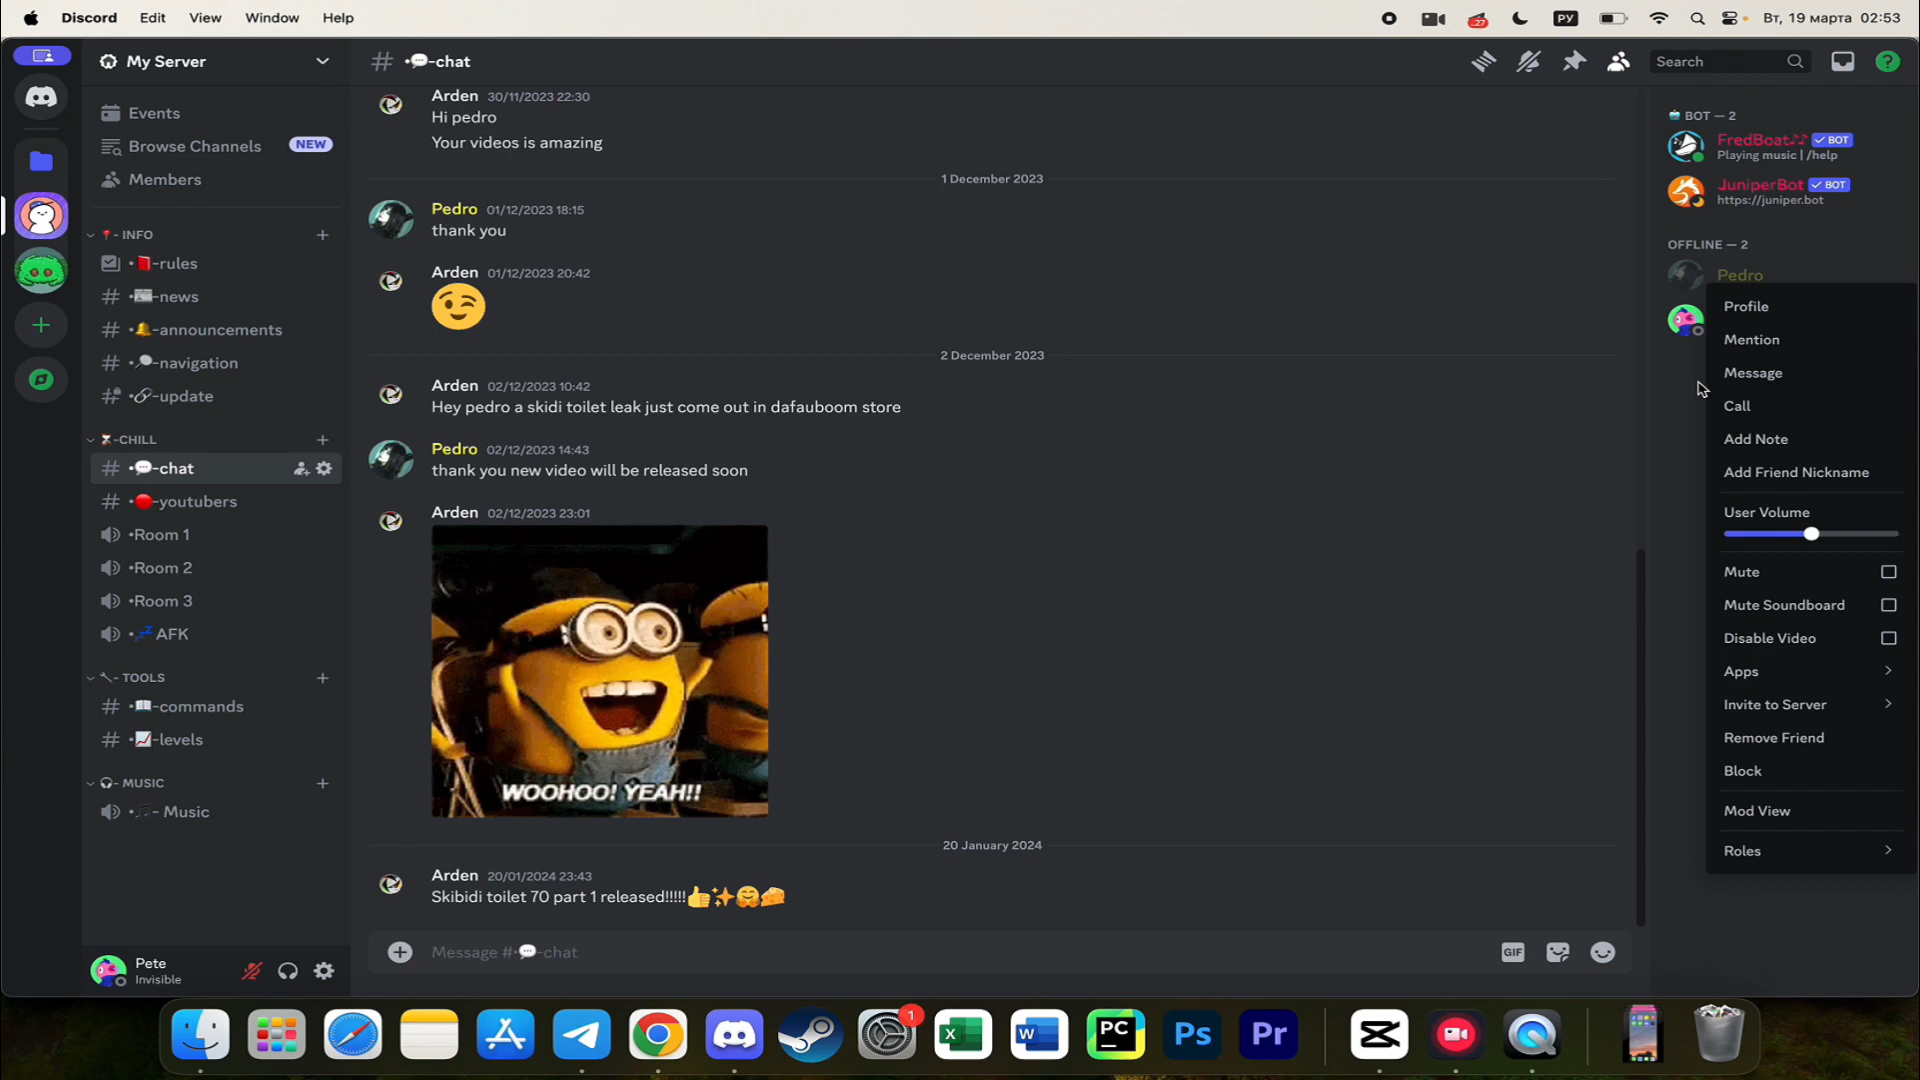 Discord Edit View Window Help
27 РУ Вт, 19 марта 02:53
My Server
Events
Browse Channels NEW
Members
- INFO
rules
-news
-announcements
-navigation
-update
-CHILL
-chat
-youtubers
Room 1
Room 2
Room 3
AFK
- TOOLS
-commands
-levels
- MUSIC
- Music
Pete
Invisible
# •💬-chat
Search
Arden 30/11/2023 22:30
Hi pedro
Your videos is amazing
1 December 2023
Pedro 01/12/2023 18:15
thank you
Arden 01/12/2023 20:42
😉
2 December 2023
Arden 02/12/2023 10:42
Hey pedro a skidi toilet leak just come out in dafauboom store
Pedro 02/12/2023 14:43
thank you new video will be released soon
Arden 02/12/2023 23:01
WOOHOO! YEAH!!
20 January 2024
Arden 20/01/2024 23:43
Skibidi toilet 70 part 1 released!!!!!👍✨🤗🧀
Message #•💬-chat
GIF
BOT — 2
FredBoat♪♪ ✓ BOT
Playing music | /help
JuniperBot ✓ BOT
https://juniper.bot
OFFLINE — 2
Pedro
Profile
Mention
Message
Call
Add Note
Add Friend Nickname
User Volume
Mute
Mute Soundboard
Disable Video
Apps
Invite to Server
Remove Friend
Block
Mod View
Roles
1
X
W
PC
Ps
Pr